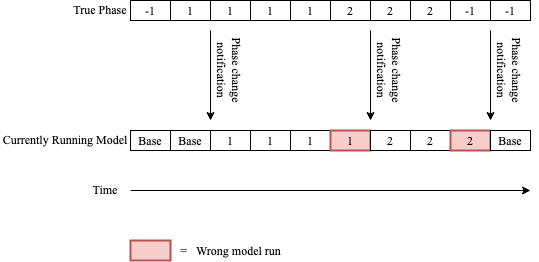 True Phase -1 1 1 1 1 2 2 2 -1 -1
Phase change
notification
Phase change
notification
Phase change
notification
Currently Running Model Base Base 1 1 1 1 2 2 2 Base
Time
= Wrong model run